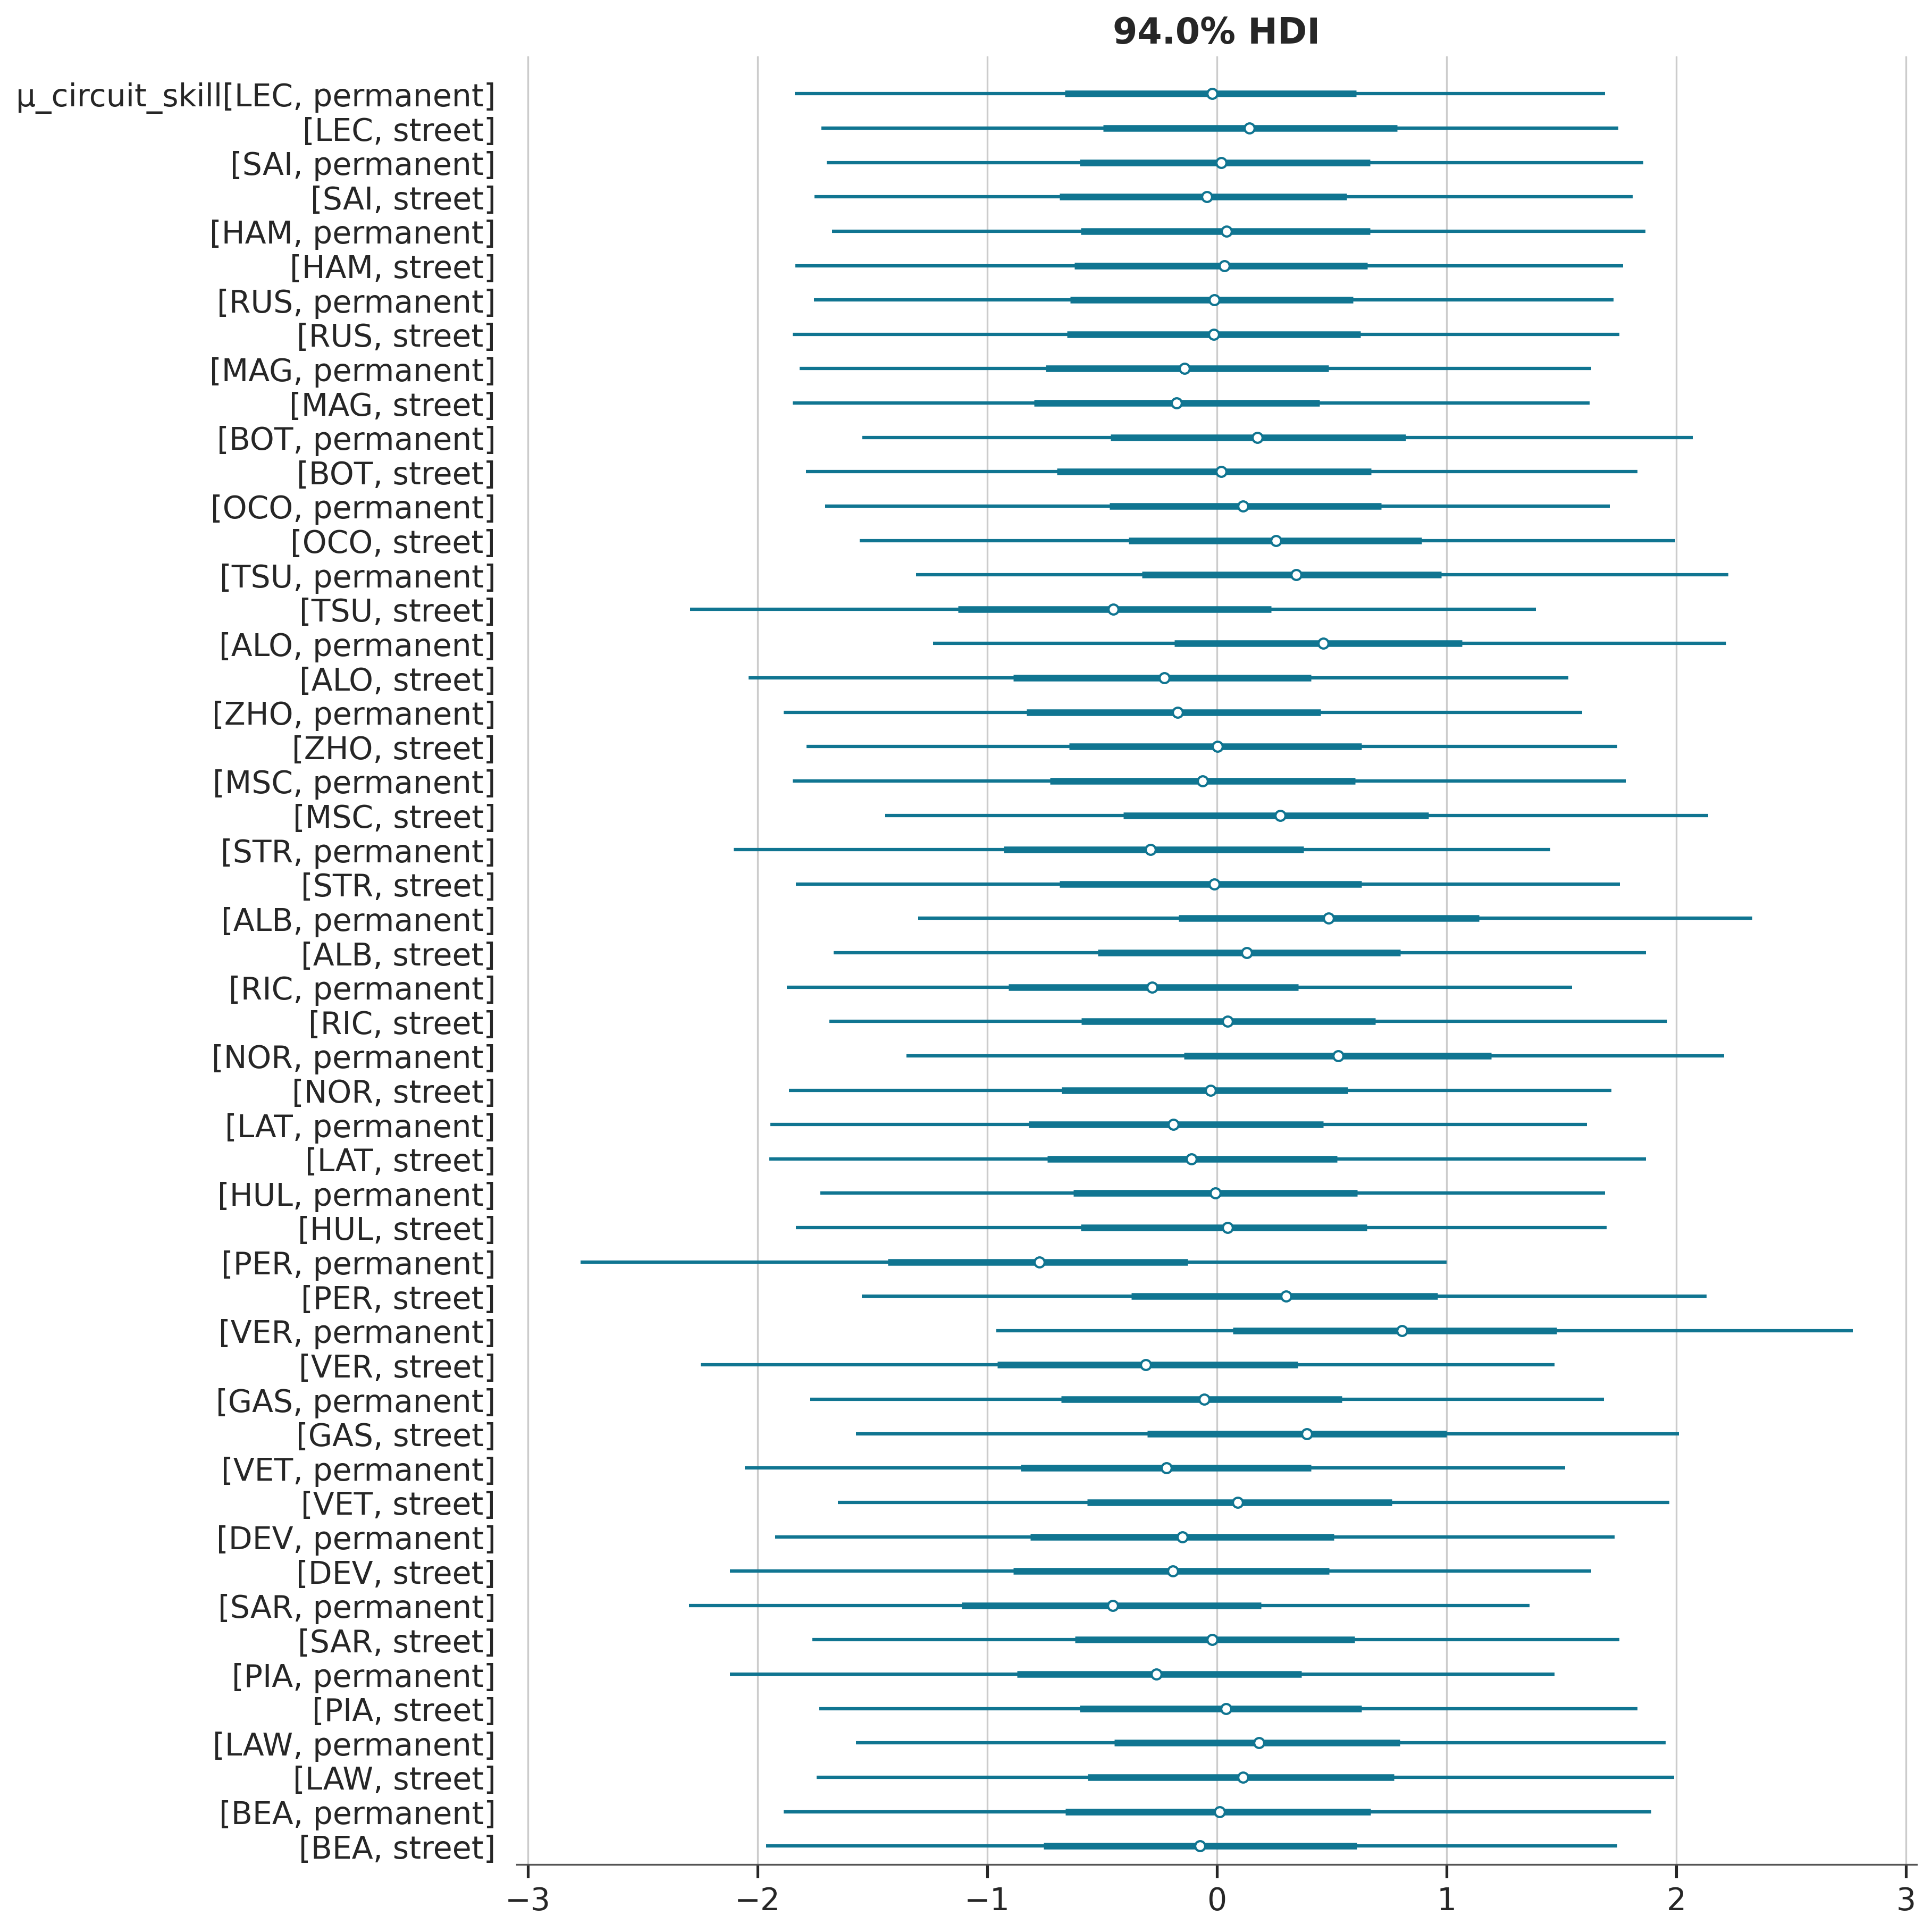 94.0% HDI
μ_circuit_skill[LEC, permanent]
[LEC, street]
[SAI, permanent]
[SAI, street]
[HAM, permanent]
[HAM, street]
[RUS, permanent]
[RUS, street]
[MAG, permanent]
[MAG, street]
[BOT, permanent]
[BOT, street]
[OCO, permanent]
[OCO, street]
[TSU, permanent]
[TSU, street]
[ALO, permanent]
[ALO, street]
[ZHO, permanent]
[ZHO, street]
[MSC, permanent]
[MSC, street]
[STR, permanent]
[STR, street]
[ALB, permanent]
[ALB, street]
[RIC, permanent]
[RIC, street]
[NOR, permanent]
[NOR, street]
[LAT, permanent]
[LAT, street]
[HUL, permanent]
[HUL, street]
[PER, permanent]
[PER, street]
[VER, permanent]
[VER, street]
[GAS, permanent]
[GAS, street]
[VET, permanent]
[VET, street]
[DEV, permanent]
[DEV, street]
[SAR, permanent]
[SAR, street]
[PIA, permanent]
[PIA, street]
[LAW, permanent]
[LAW, street]
[BEA, permanent]
[BEA, street]
−3 −2 −1 0 1 2 3